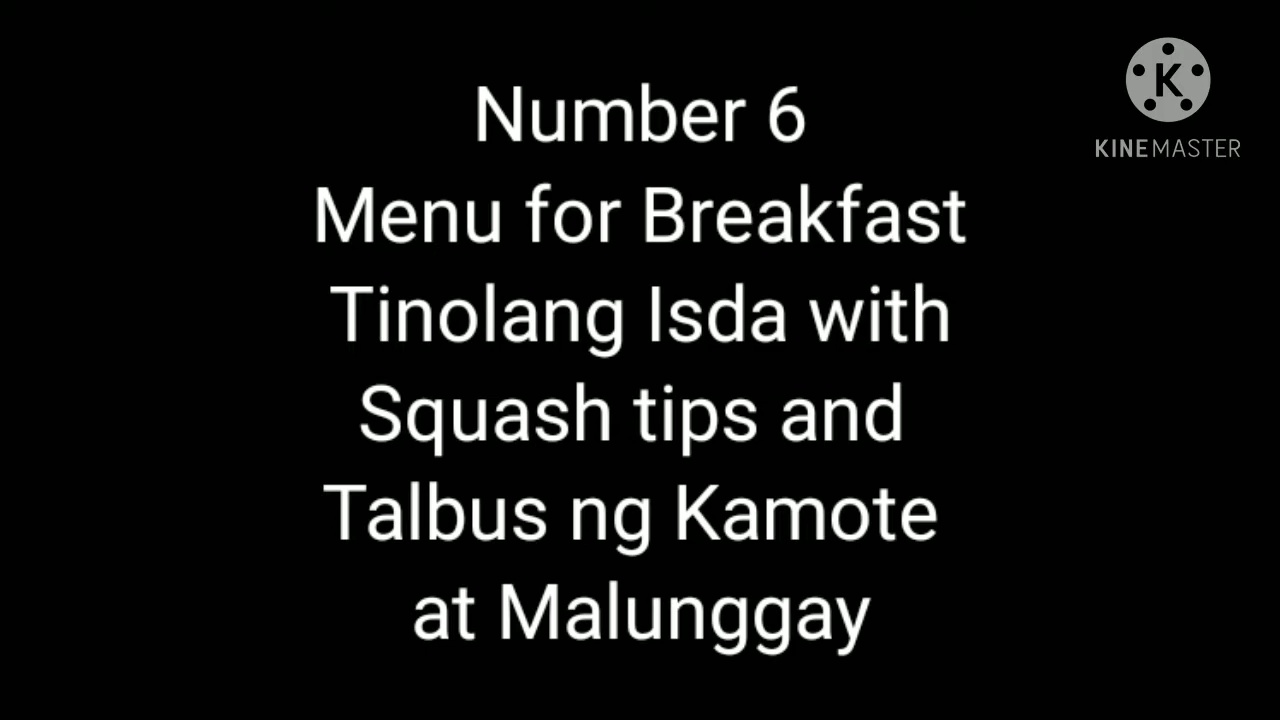 Number 6
Menu for Breakfast
Tinolang Isda with
Squash tips and
Talbus ng Kamote
at Malunggay
K
KINEMASTER